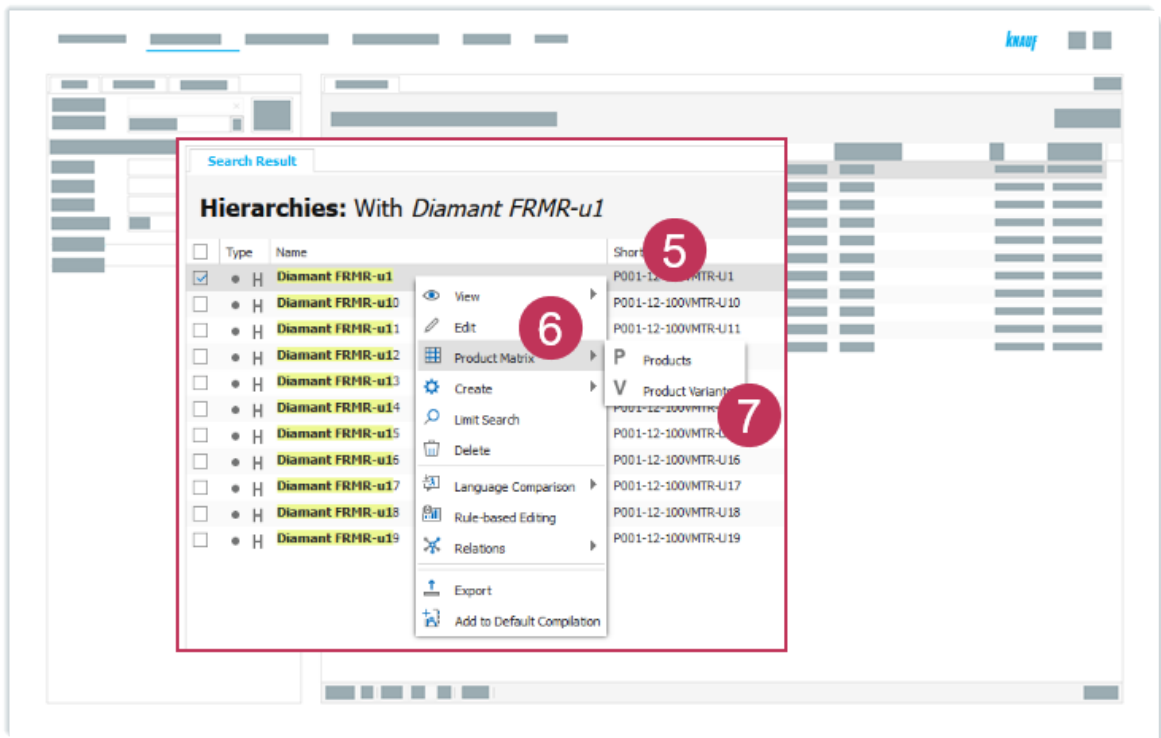 knauf
Search Result
Hierarchies: With Diamant FRMR-u1
Type Name Short
5
Diamant FRMR-u1 P001-12-100VMTR-U1
Diamant FRMR-u10 P001-12-100VMTR-U10
Diamant FRMR-u11 P001-12-100VMTR-U11
Diamant FRMR-u12
Diamant FRMR-u13
Diamant FRMR-u14
Diamant FRMR-u15
Diamant FRMR-u16 P001-12-100VMTR-U16
Diamant FRMR-u17 P001-12-100VMTR-U17
Diamant FRMR-u18 P001-12-100VMTR-U18
Diamant FRMR-u19 P001-12-100VMTR-U19
View
Edit
6
Product Matrix
Create
Limit Search
Delete
Language Comparison
Rule-based Editing
Relations
Export
Add to Default Compilation
P Products
V Product Variants
7